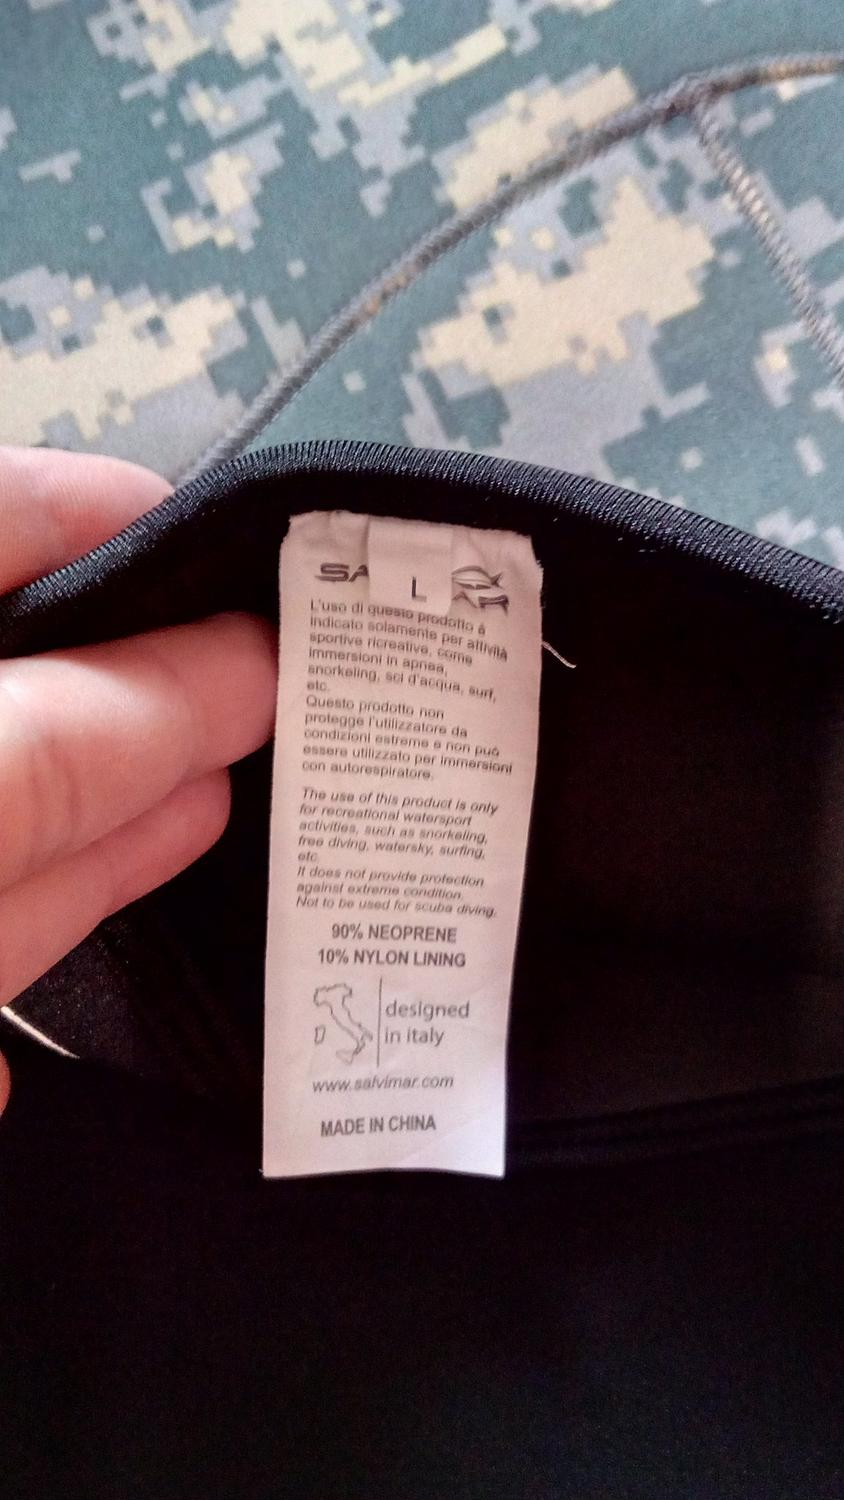 L
L'uso di questo prodotto è
indicato solamente per attività
sportive ricreative, come
immersioni in apnea,
snorkeling, sci d'acqua, surf,
etc.
Questo prodotto non
protegge l'utilizzatore da
condizioni estreme e non può
essere utilizzato per immersioni
con autorespiratore.
The use of this product is only
for recreational watersport
activities, such as snorkeling,
free diving, watersky, surfing,
etc.
It does not provide protection
against extreme condition.
Not to be used for scuba diving.
90% NEOPRENE
10% NYLON LINING
designed
in italy
www.salvimar.com
MADE IN CHINA